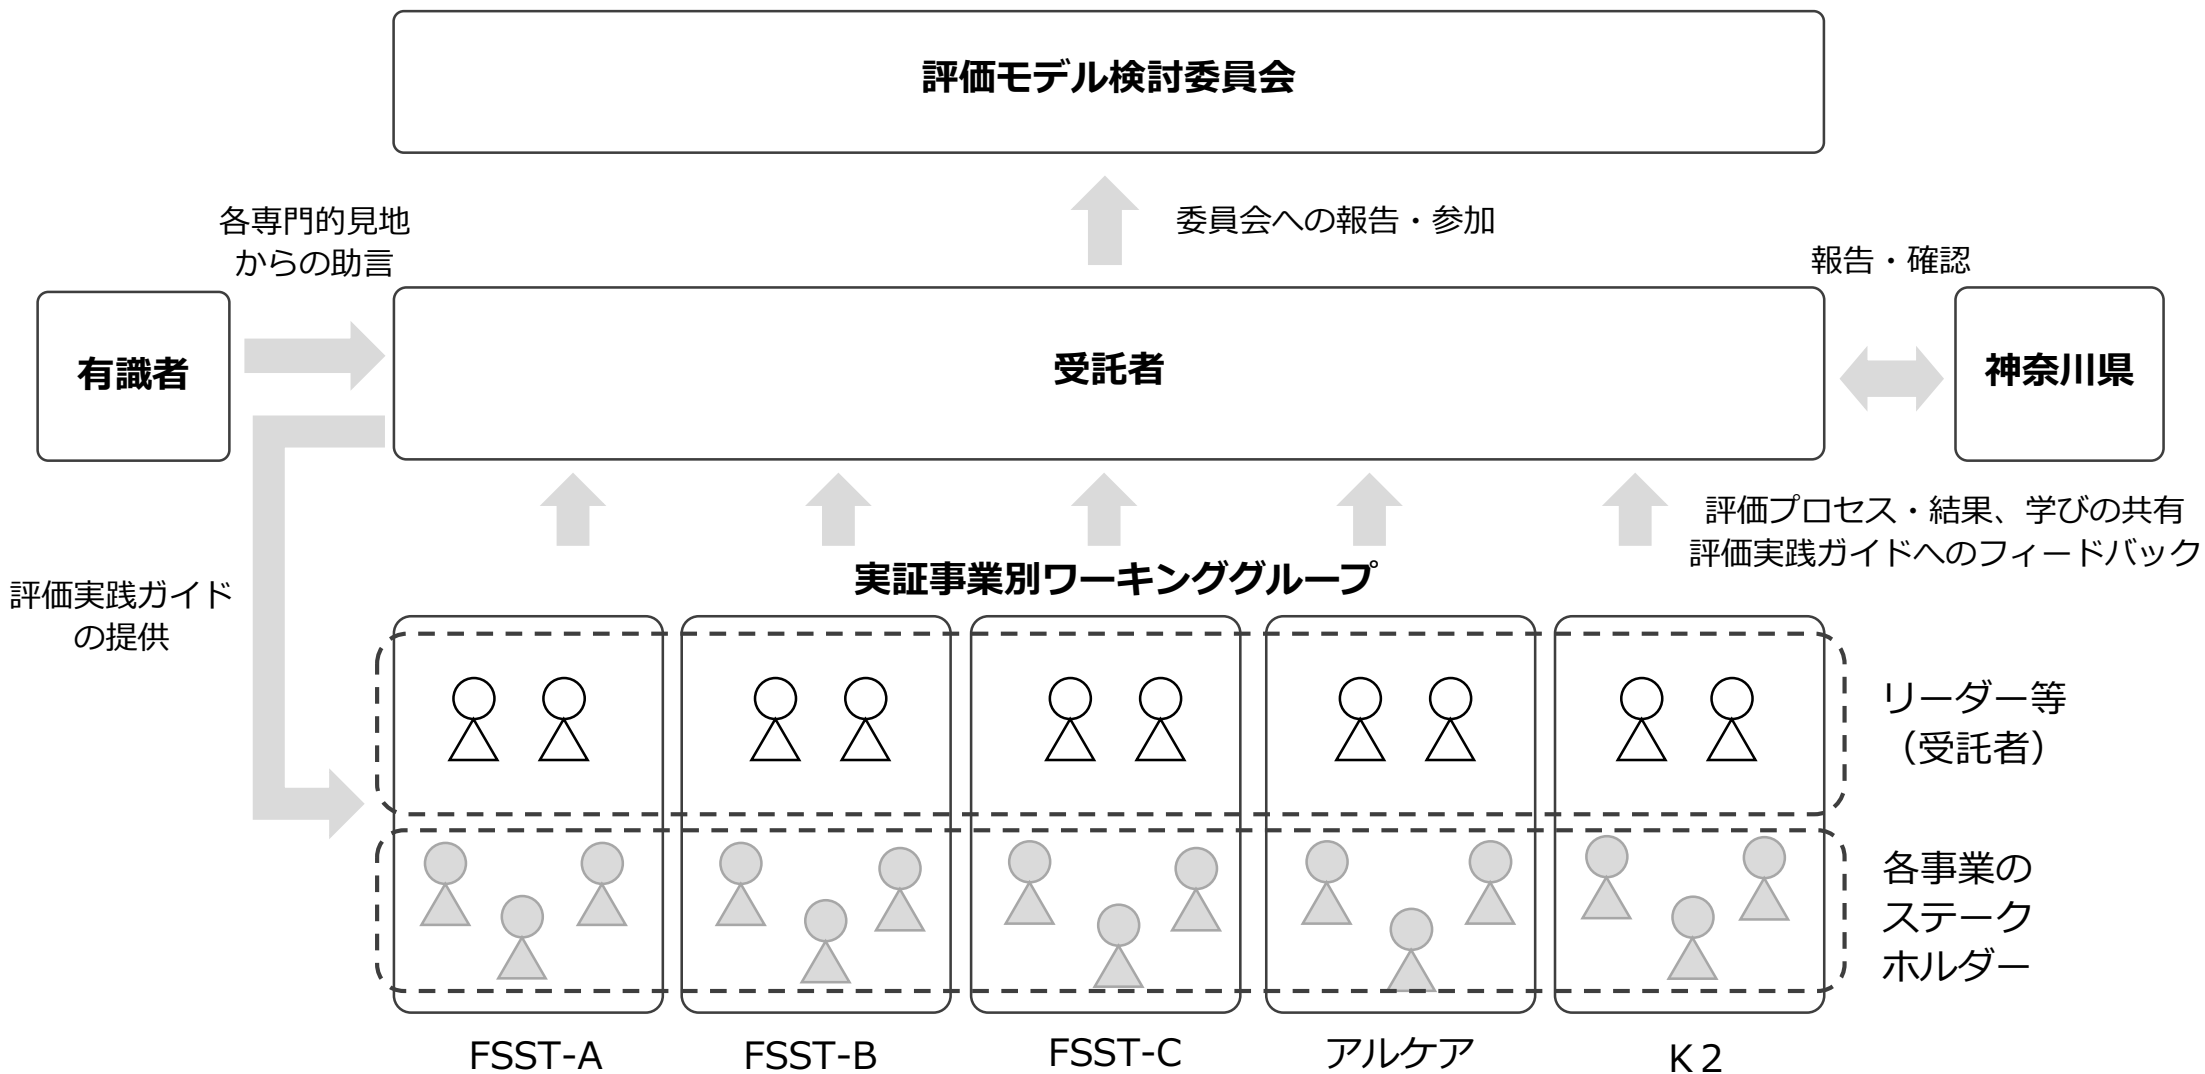 評価モデル検討委員会
各専門的見地
からの助言
委員会への報告・参加
報告・確認
有識者
受託者
神奈川県
評価プロセス・結果、学びの共有
評価実践ガイドへのフィードバック
実証事業別ワーキンググループ
評価実践ガイド
の提供
リーダー等
（受託者）
各事業の
ステーク
ホルダー
FSST-A
FSST-B
FSST-C
アルケア
K２